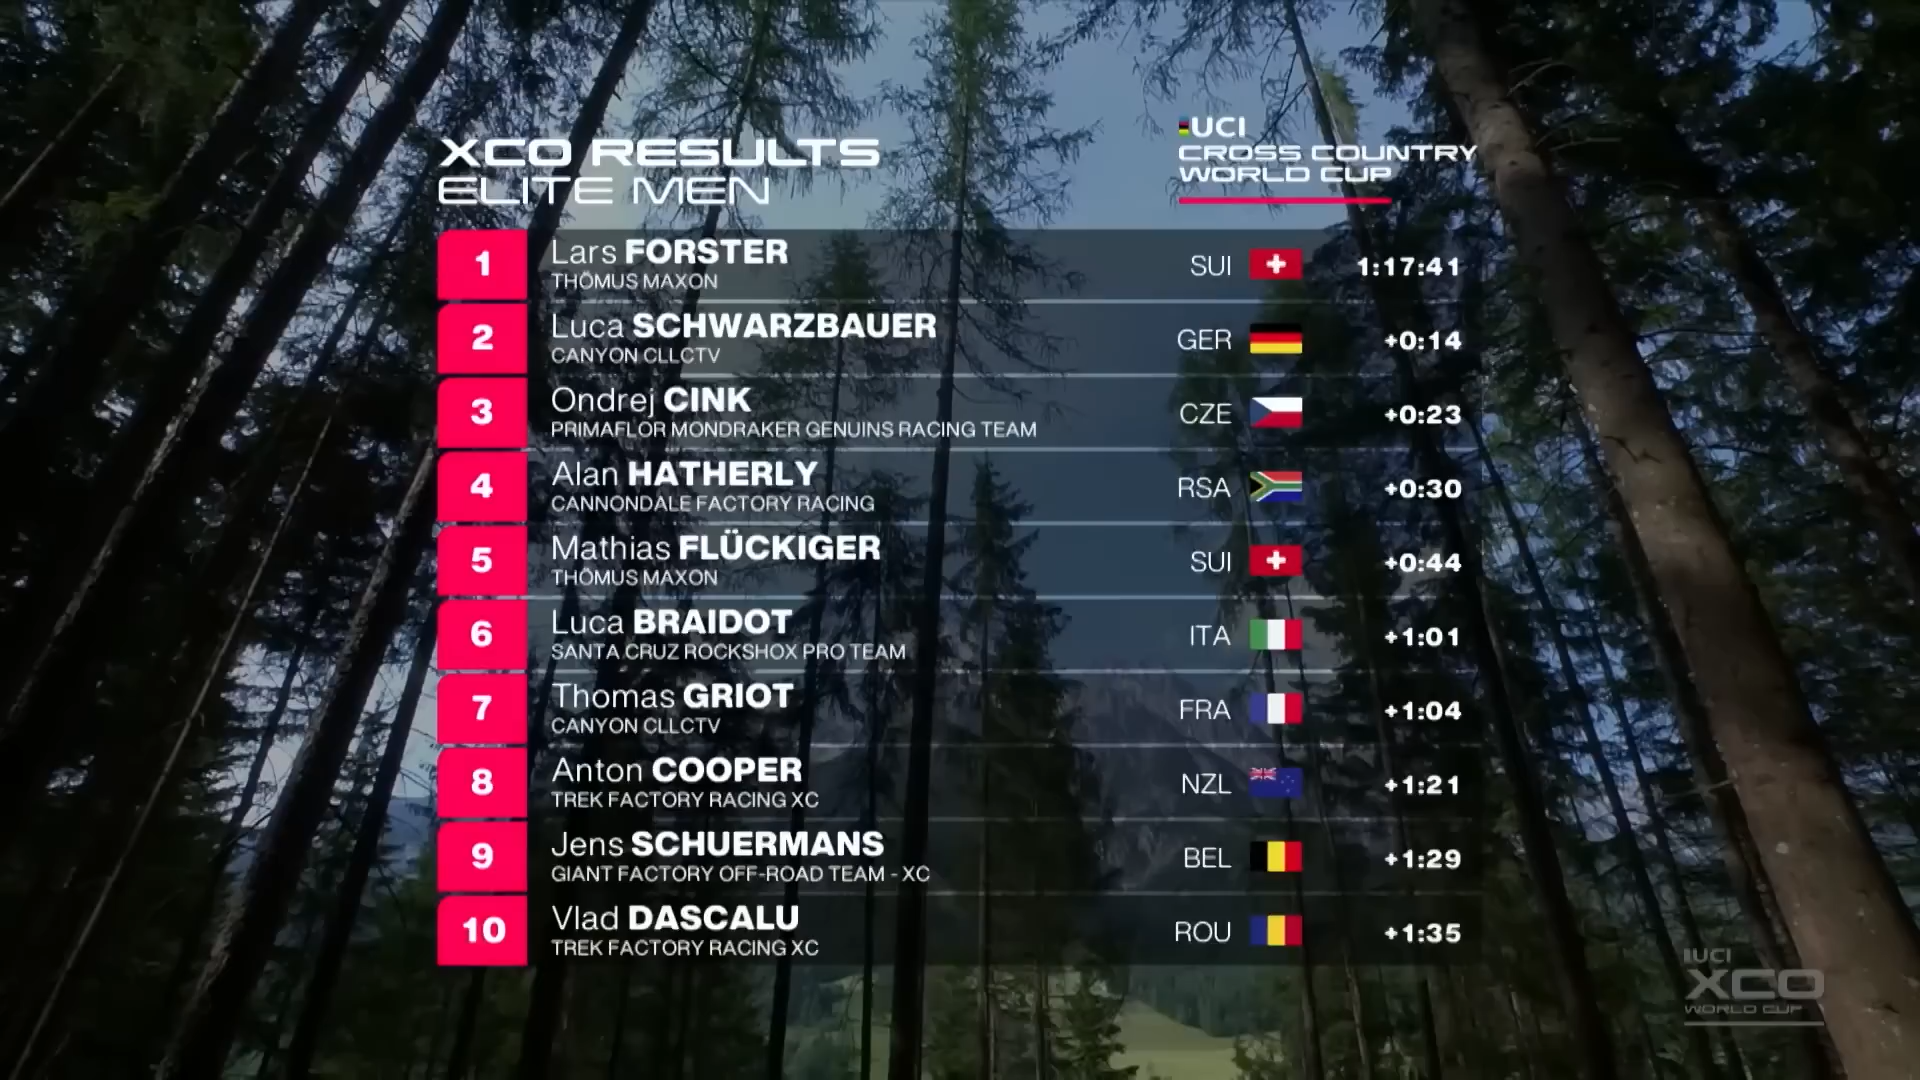 XCO RESULTS
ELITE MEN
UCI
CROSS COUNTRY
WORLD CUP
1 Lars FORSTER SUI 1:17:41
THÖMUS MAXON
2 Luca SCHWARZBAUER GER +0:14
CANYON CLLCTV
3 Ondrej CINK CZE +0:23
PRIMAFLOR MONDRAKER GENUINS RACING TEAM
4 Alan HATHERLY RSA +0:30
CANNONDALE FACTORY RACING
5 Mathias FLÜCKIGER SUI +0:44
THÖMUS MAXON
6 Luca BRAIDOT ITA +1:01
SANTA CRUZ ROCKSHOX PRO TEAM
7 Thomas GRIOT FRA +1:04
CANYON CLLCTV
8 Anton COOPER NZL +1:21
TREK FACTORY RACING XC
9 Jens SCHUERMANS BEL +1:29
GIANT FACTORY OFF-ROAD TEAM - XC
10 Vlad DASCALU ROU +1:35
TREK FACTORY RACING XC
UCI
XCO
WORLD CUP